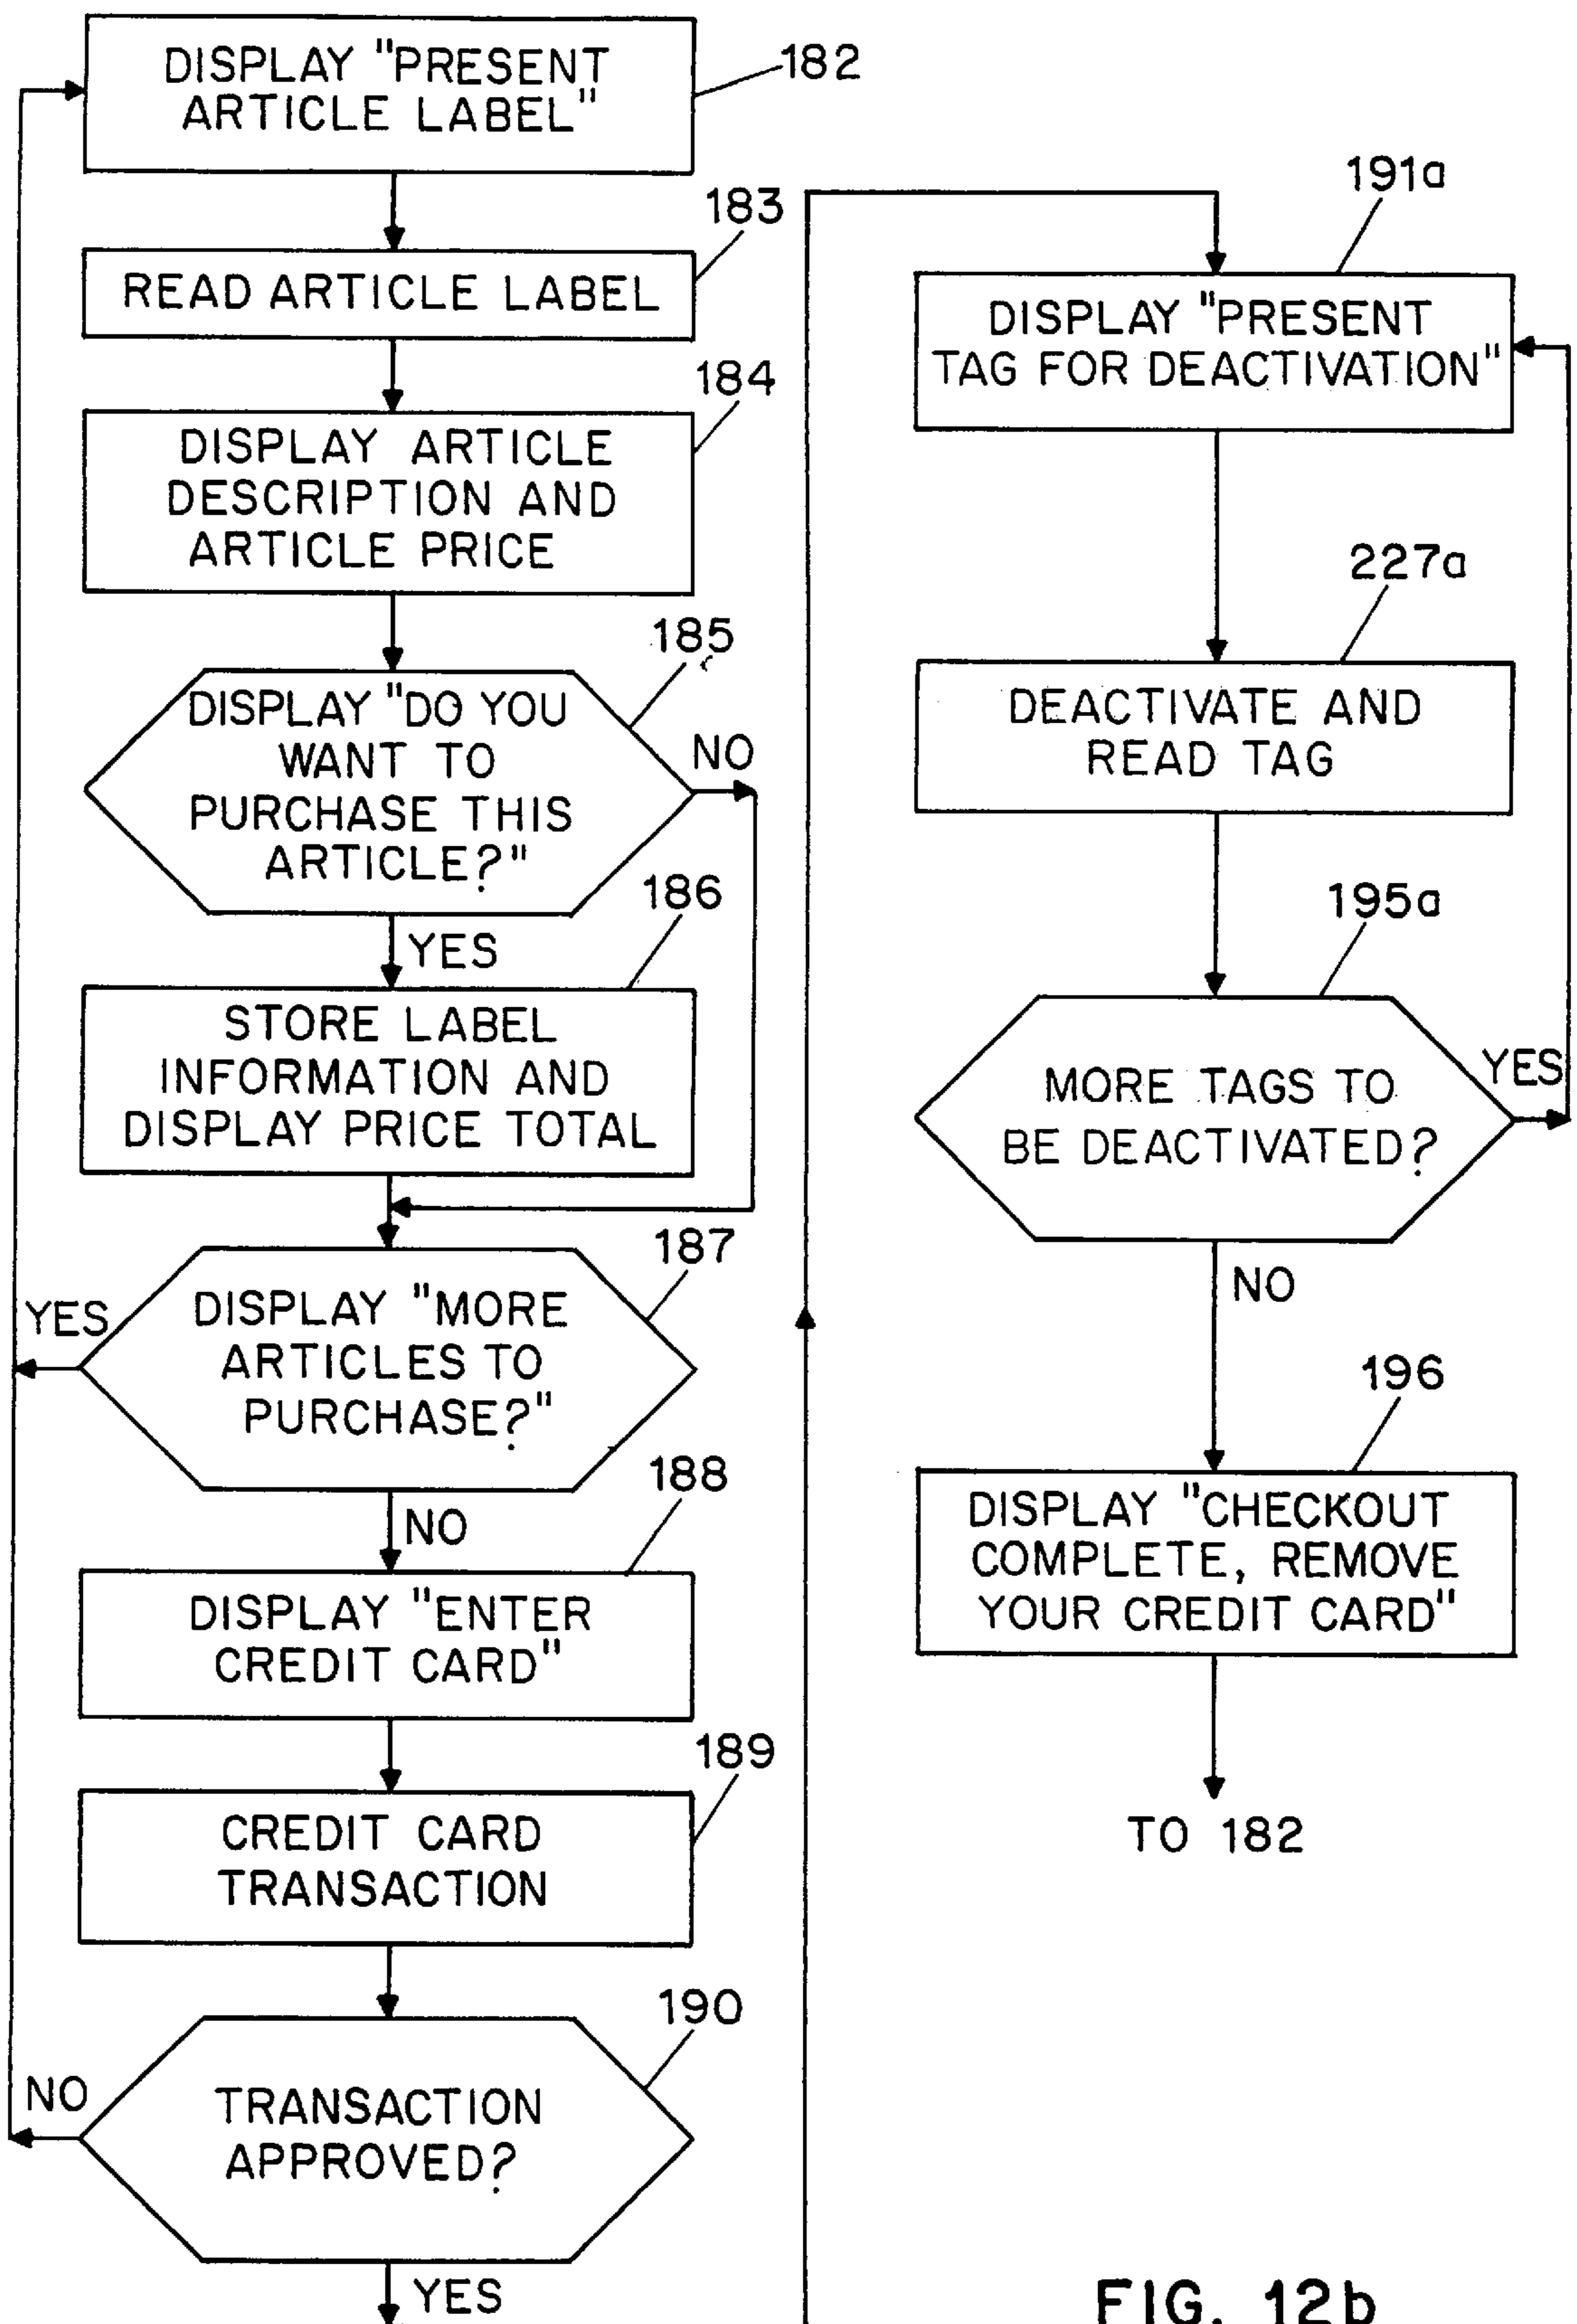 DISPLAY "PRESENT
ARTICLE LABEL"
182
183
READ ARTICLE LABEL
184
DISPLAY ARTICLE
DESCRIPTION AND
ARTICLE PRICE
185
DISPLAY "DO YOU
WANT TO
PURCHASE THIS
ARTICLE?"
NO
YES
186
STORE LABEL
INFORMATION AND
DISPLAY PRICE TOTAL
187
DISPLAY "MORE
ARTICLES TO
PURCHASE?"
YES
NO
188
DISPLAY "ENTER
CREDIT CARD"
189
CREDIT CARD
TRANSACTION
190
TRANSACTION
APPROVED?
NO
YES
191a
DISPLAY "PRESENT
TAG FOR DEACTIVATION"
227a
DEACTIVATE AND
READ TAG
195a
MORE TAGS TO
BE DEACTIVATED?
YES
NO
196
DISPLAY "CHECKOUT
COMPLETE, REMOVE
YOUR CREDIT CARD"
TO 182
FIG. 12b